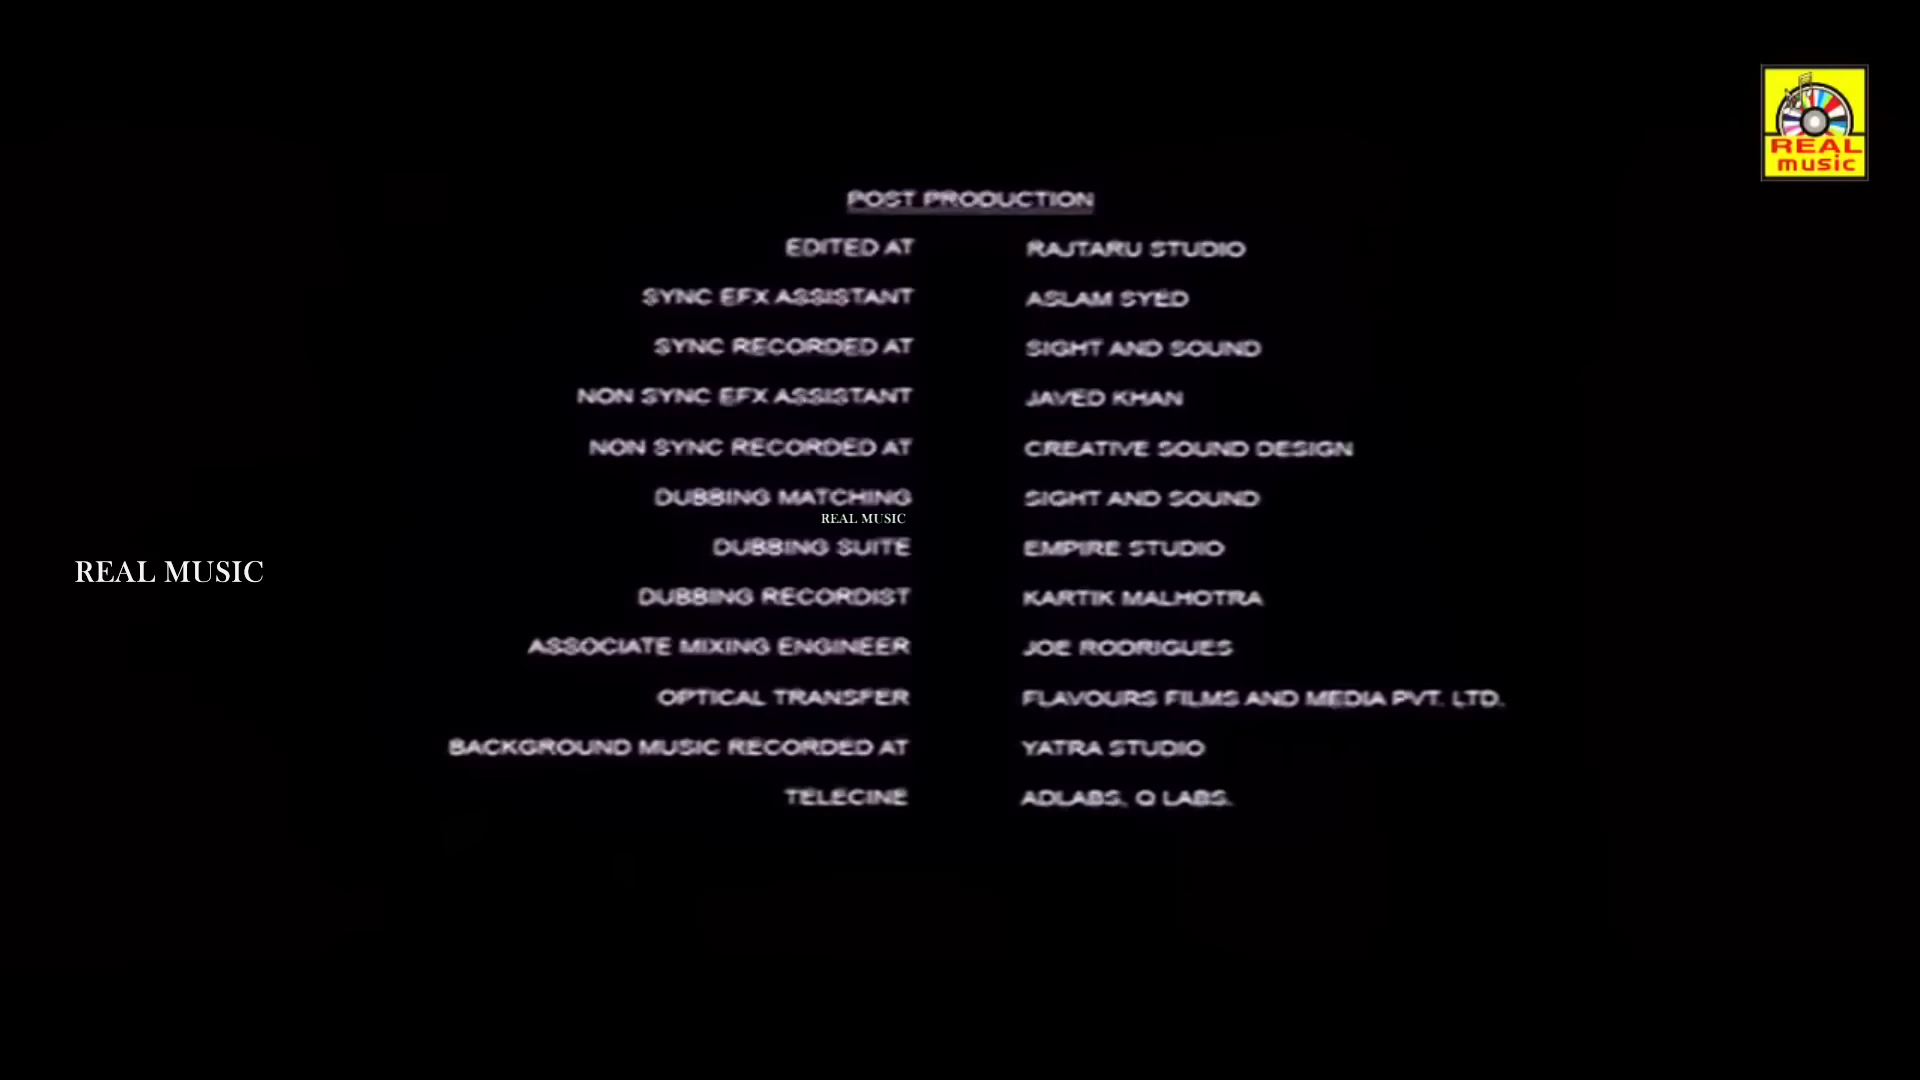 REAL
music
POST PRODUCTION
EDITED AT RAJTARU STUDIO
SYNC EFX ASSISTANT ASLAM SYED
SYNC RECORDED AT SIGHT AND SOUND
NON SYNC EFX ASSISTANT JAVED KHAN
NON SYNC RECORDED AT CREATIVE SOUND DESIGN
DUBBING MATCHING SIGHT AND SOUND
REAL MUSIC
DUBBING SUITE EMPIRE STUDIO
REAL MUSIC
DUBBING RECORDIST KARTIK MALHOTRA
ASSOCIATE MIXING ENGINEER JOE RODRIGUES
OPTICAL TRANSFER FLAVOURS FILMS AND MEDIA PVT. LTD.
BACKGROUND MUSIC RECORDED AT YATRA STUDIO
TELECINE ADLABS, Q LABS.